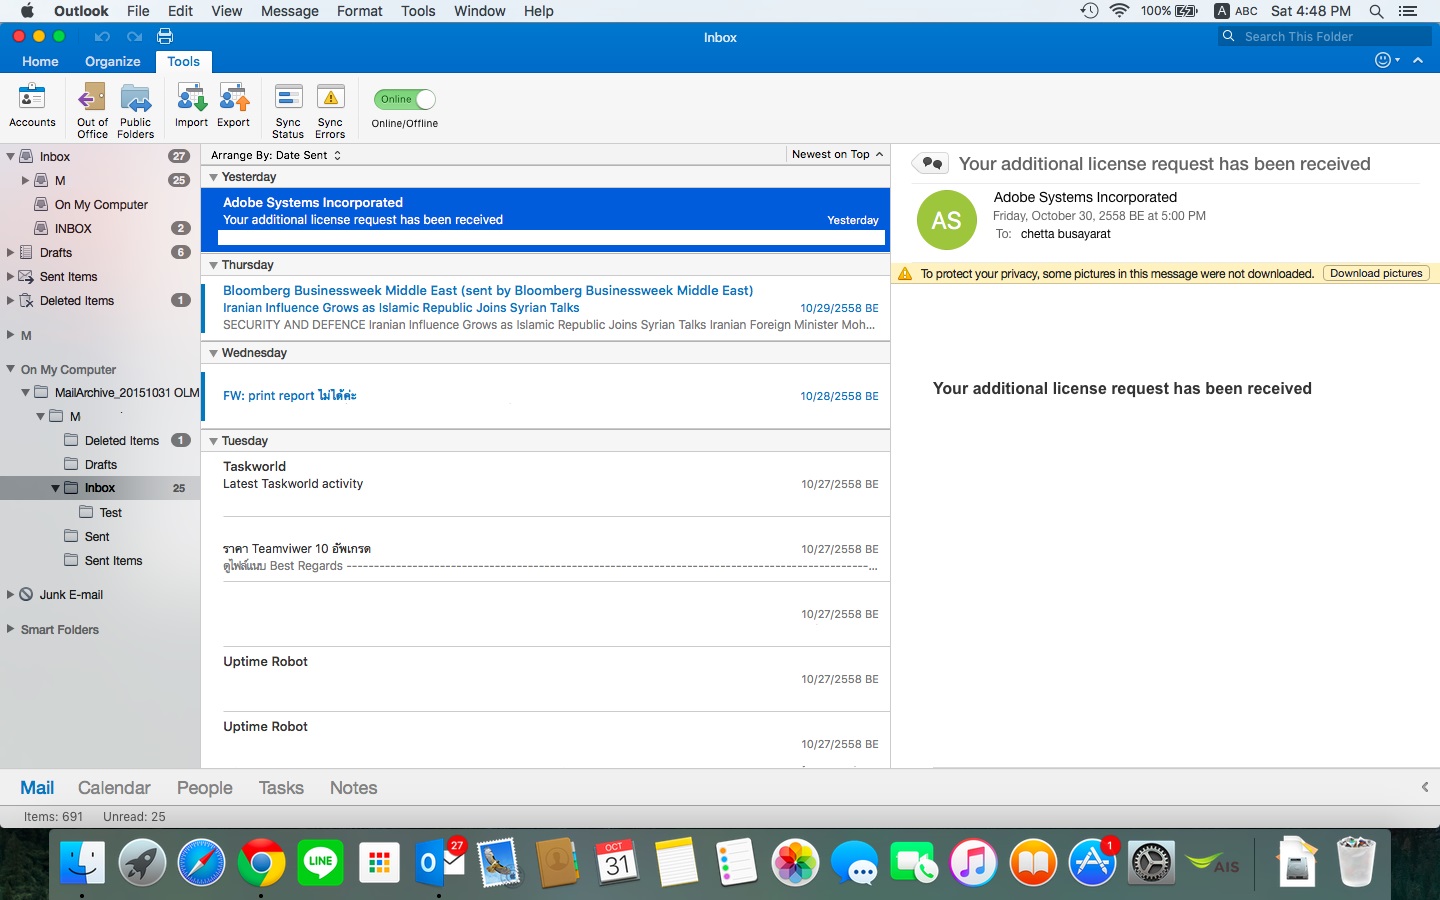 Outlook File Edit View Message Format Tools Window Help 100% A ABC Sat 4:48 PM
Inbox Search This Folder
Home Organize Tools
Accounts Out of Office Public Folders Import Export Sync Status Sync Errors Online Online/Offline
Inbox 27
M 25
On My Computer
INBOX 2
Drafts 6
Sent Items
Deleted Items 1
M
On My Computer
MailArchive_20151031 OLM
M
Deleted Items 1
Drafts
Inbox 25
Test
Sent
Sent Items
Junk E-mail
Smart Folders
Arrange By: Date Sent Newest on Top
Yesterday
Adobe Systems Incorporated
Your additional license request has been received Yesterday
Thursday
Bloomberg Businessweek Middle East (sent by Bloomberg Businessweek Middle East)
Iranian Influence Grows as Islamic Republic Joins Syrian Talks 10/29/2558 BE
SECURITY AND DEFENCE Iranian Influence Grows as Islamic Republic Joins Syrian Talks Iranian Foreign Minister Moh...
Wednesday
FW: print report ไม่ได้ค่ะ 10/28/2558 BE
Tuesday
Taskworld
Latest Taskworld activity 10/27/2558 BE
ราคา Teamviwer 10 อัพเกรด 10/27/2558 BE
ดูไฟล์แนบ Best Regards ----------------------------------------...
10/27/2558 BE
Uptime Robot
10/27/2558 BE
Uptime Robot
10/27/2558 BE
Your additional license request has been received
AS
Adobe Systems Incorporated
Friday, October 30, 2558 BE at 5:00 PM
To: chetta busayarat
To protect your privacy, some pictures in this message were not downloaded. Download pictures
Your additional license request has been received
Mail Calendar People Tasks Notes
Items: 691 Unread: 25
LINE 27 OCT 31 1 AIS